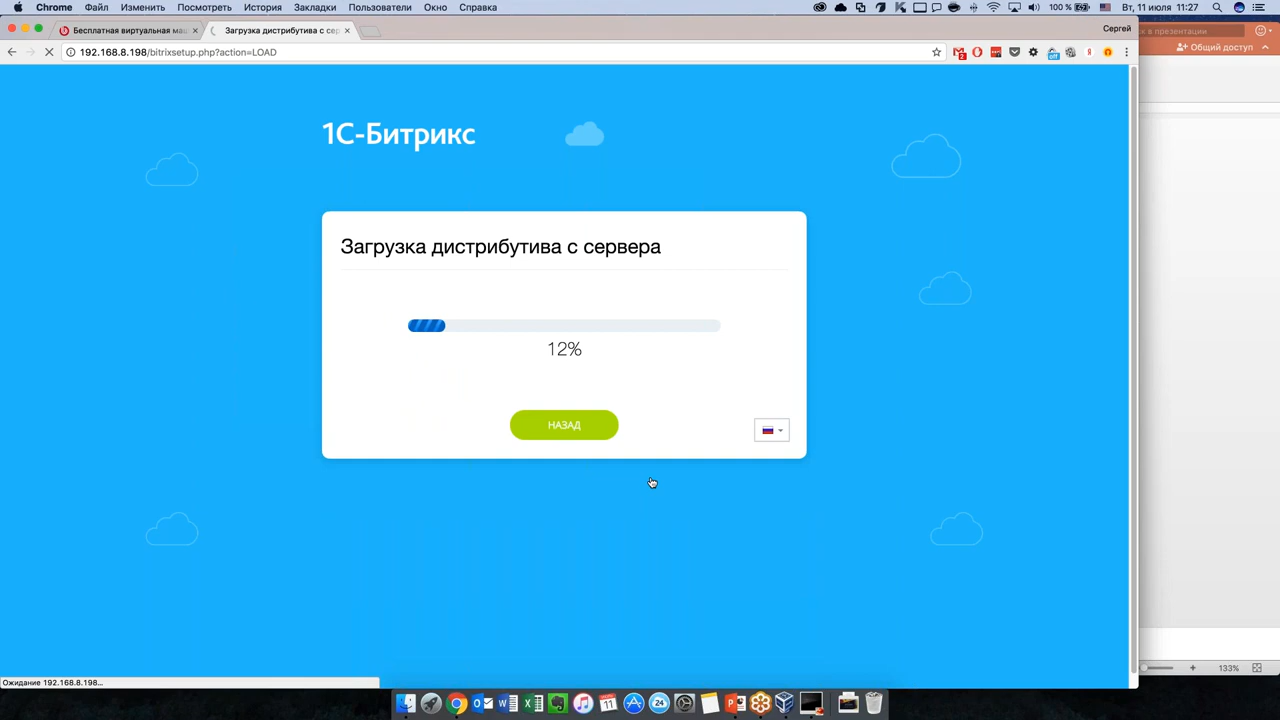 Chrome Файл Изменить Посмотреть История Закладки Пользователи Окно Справка 100 % Вт, 11 июля 11:27
Бесплатная виртуальная ма Загрузка дистрибутива с сер Сергей к в презентации
192.168.8.198/bitrixsetup.php?action=LOAD Общий доступ
1С-Битрикс
Загрузка дистрибутива с сервера
12%
НАЗАД
133%
Ожидание 192.168.8.198...